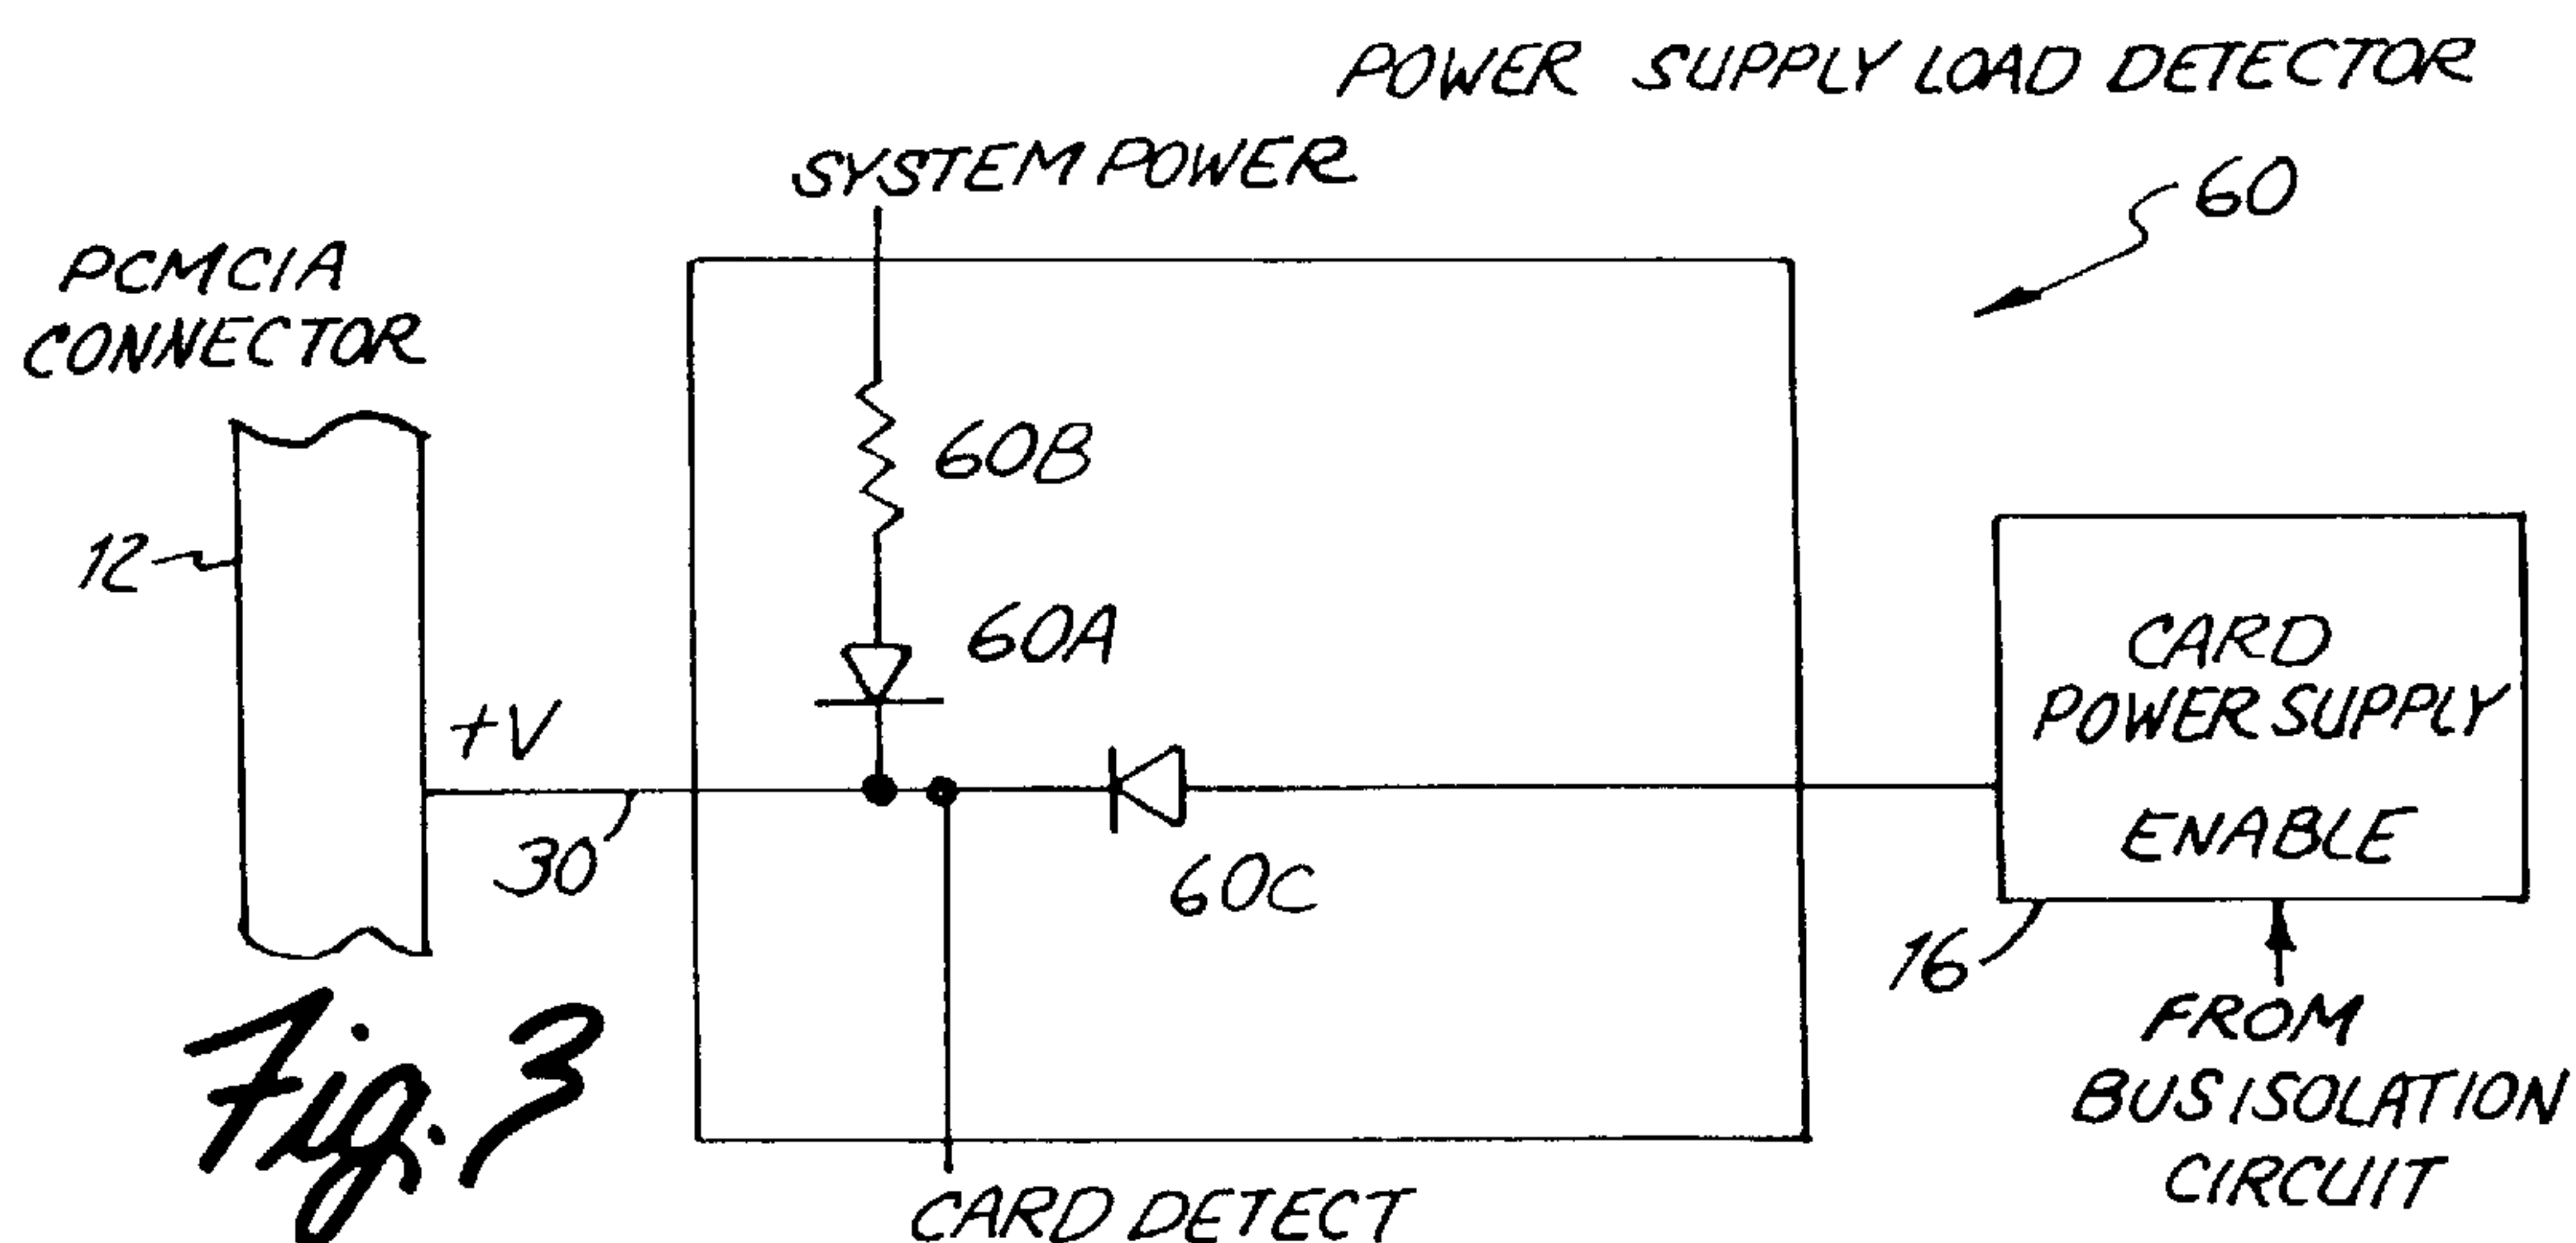 POWER SUPPLY LOAD DETECTOR
SYSTEM POWER
60
PCMCIA
CONNECTOR
60B
12
60A
+V
30
60C
CARD
POWER SUPPLY
ENABLE
16
FROM
BUS ISOLATION
CIRCUIT
CARD DETECT
Fig. 3